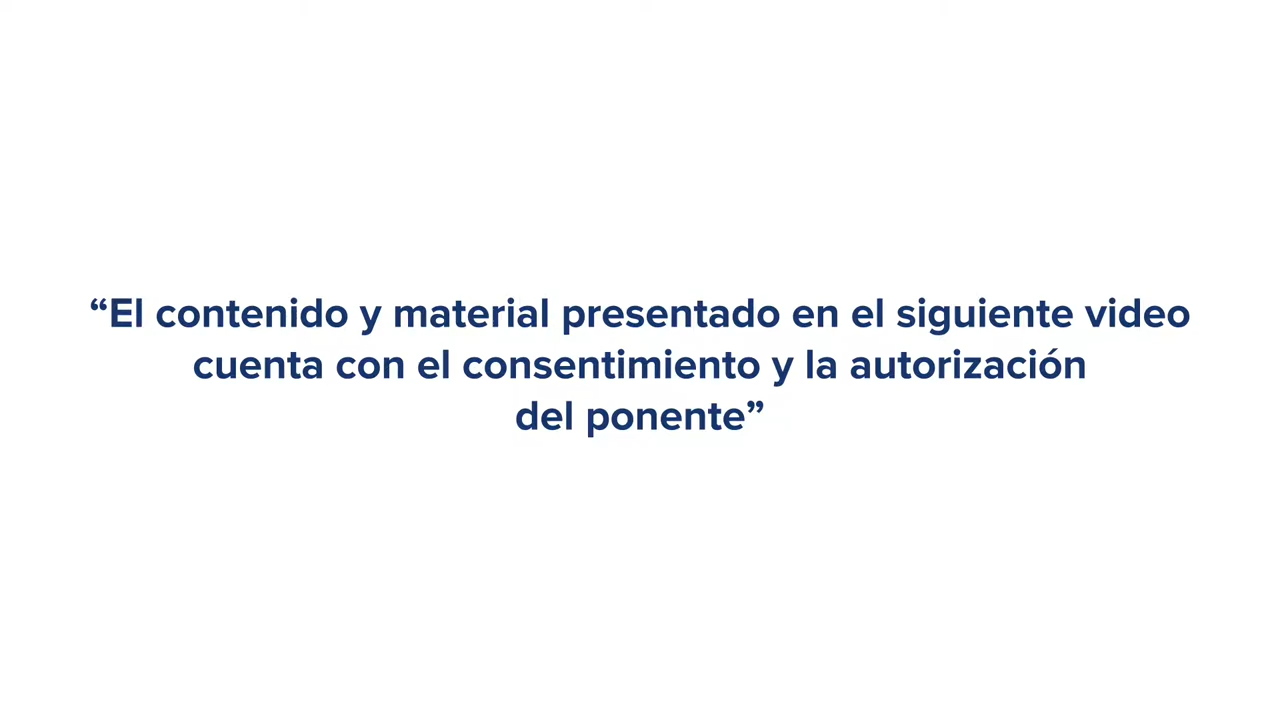 “El contenido y material presentado en el siguiente video
cuenta con el consentimiento y la autorización
del ponente”